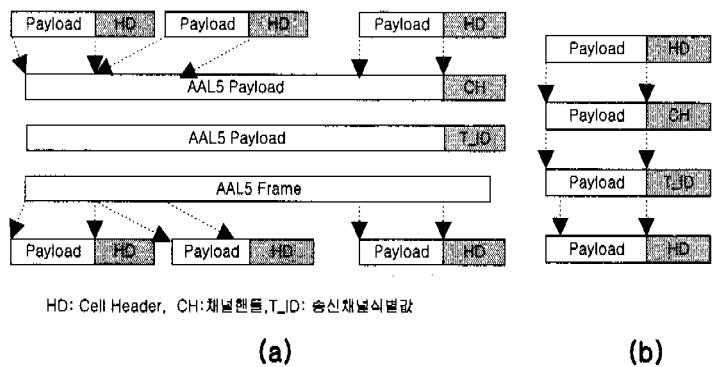 Payload HD Payload HD Payload HD
AAL5 Payload CH
AAL5 Payload T_ID
AAL5 Frame
Payload HD Payload HD Payload HD
HD: Cell Header, CH:채널핸들,T_ID: 송신채널식별값
(a)
Payload HD
Payload CH
Payload T_ID
Payload HD
(b)